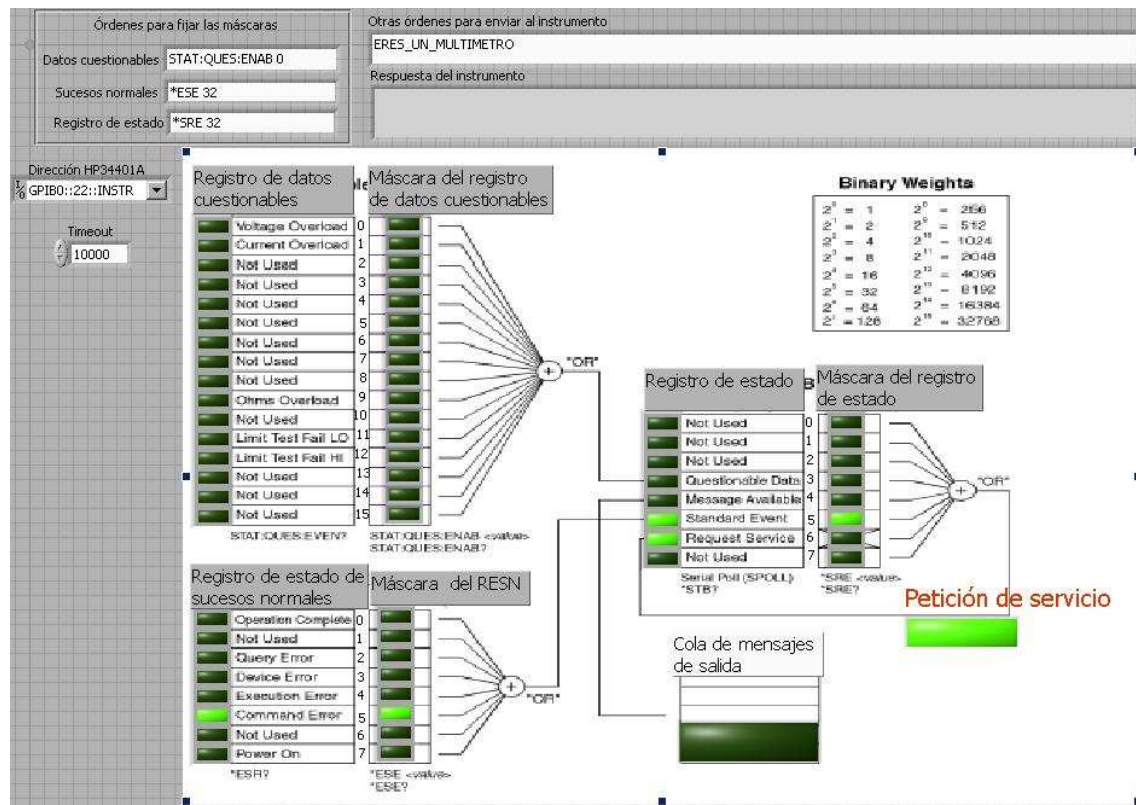 Órdenes para fijar las máscaras
Datos cuestionables STAT:QUES:ENAB 0
Sucesos normales *ESE 32
Registro de estado *SRE 32
Otras órdenes para enviar al instrumento
ERES_UN_MULTIMETRO
Respuesta del instrumento
Dirección HP34401A
GPIB0::22::INSTR
Timeout
10000
Registro de datos
cuestionables
Máscara del registro
de datos cuestionables
Voltage Overload 0
Current Overload 1
Not Used 2
Not Used 3
Not Used 4
Not Used 5
Not Used 6
Not Used 7
Not Used 8
Ohms Overload 9
Not Used 10
Limit Test Fail LO 11
Limit Test Fail HI 12
Not Used 13
Not Used 14
Not Used 15
STAT:QUES:EVEN?
STAT:QUES:ENAB <value>
STAT:QUES:ENAB?
"OR"
Binary Weights
2⁰ = 1 2⁸ = 256
2¹ = 2 2⁹ = 512
2² = 4 2¹⁰ = 1024
2³ = 8 2¹¹ = 2048
2⁴ = 16 2¹² = 4096
2⁵ = 32 2¹³ = 8192
2⁶ = 64 2¹⁴ = 16384
2⁷ = 128 2¹⁵ = 32768
Registro de estado
Máscara del registro
de estado
Not Used 0
Not Used 1
Not Used 2
Questionable Data 3
Message Available 4
Standard Event 5
Request Service 6
Not Used 7
Serial Poll (SPOLL)
*STB?
*SRE <value>
*SRE?
"OR"
Petición de servicio
Registro de estado de
sucesos normales
Máscara del RESN
Operation Complete 0
Not Used 1
Query Error 2
Device Error 3
Execution Error 4
Command Error 5
Not Used 6
Power On 7
*ESR?
*ESE <value>
*ESE?
"OR"
Cola de mensajes
de salida